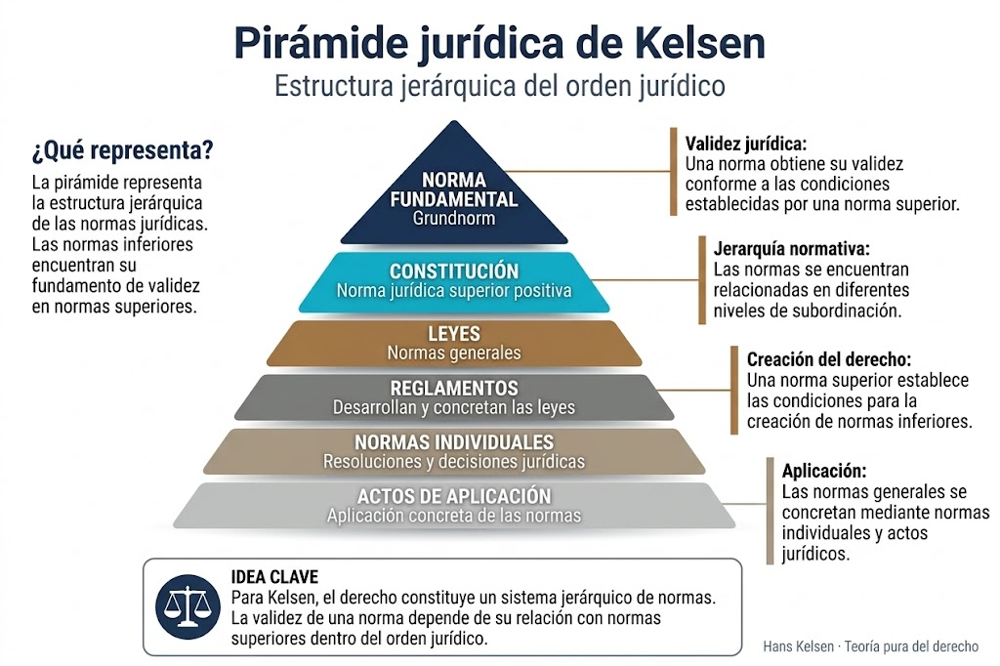 Pirámide jurídica de Kelsen
Estructura jerárquica del orden jurídico
¿Qué representa?
La pirámide representa
la estructura jerárquica
de las normas jurídicas.
Las normas inferiores
encuentran su
fundamento de validez
en normas superiores.
NORMA
FUNDAMENTAL
Grundnorm
CONSTITUCIÓN
Norma jurídica superior positiva
LEYES
Normas generales
REGLAMENTOS
Desarrollan y concretan las leyes
NORMAS INDIVIDUALES
Resoluciones y decisiones jurídicas
ACTOS DE APLICACIÓN
Aplicación concreta de las normas
Validez jurídica:
Una norma obtiene su validez
conforme a las condiciones
establecidas por una norma superior.
Jerarquía normativa:
Las normas se encuentran
relacionadas en diferentes
niveles de subordinación.
Creación del derecho:
Una norma superior establece
las condiciones para la
creación de normas inferiores.
Aplicación:
Las normas generales se
concretan mediante normas
individuales y actos
jurídicos.
IDEA CLAVE
Para Kelsen, el derecho constituye un sistema jerárquico de normas.
La validez de una norma depende de su relación con normas
superiores dentro del orden jurídico.
Hans Kelsen · Teoría pura del derecho